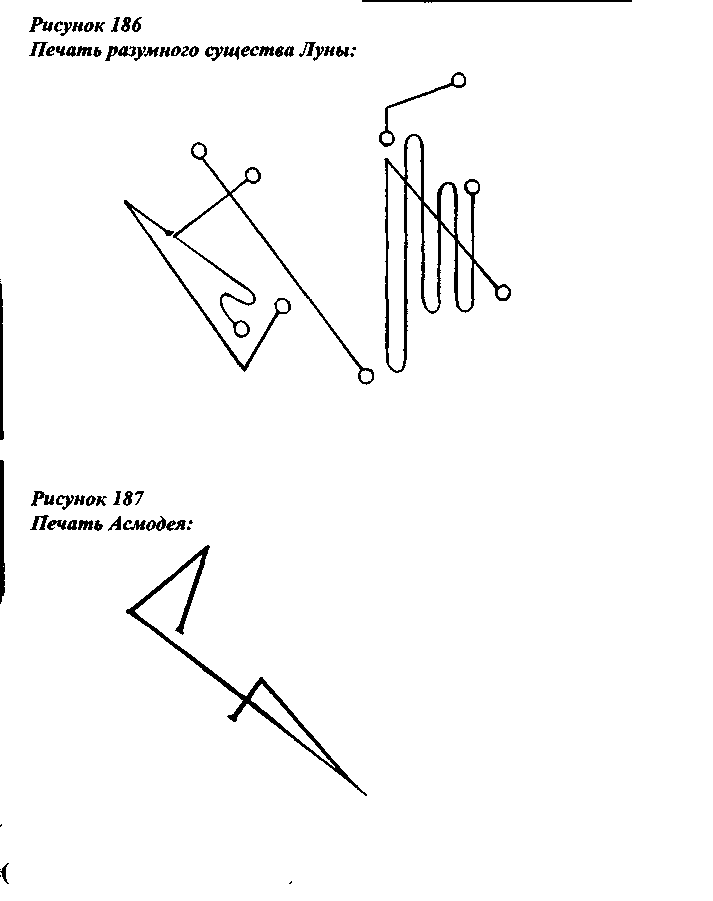 Рисунок 186
Печать разумного существа Луны:
Рисунок 187
Печать Асмодея: